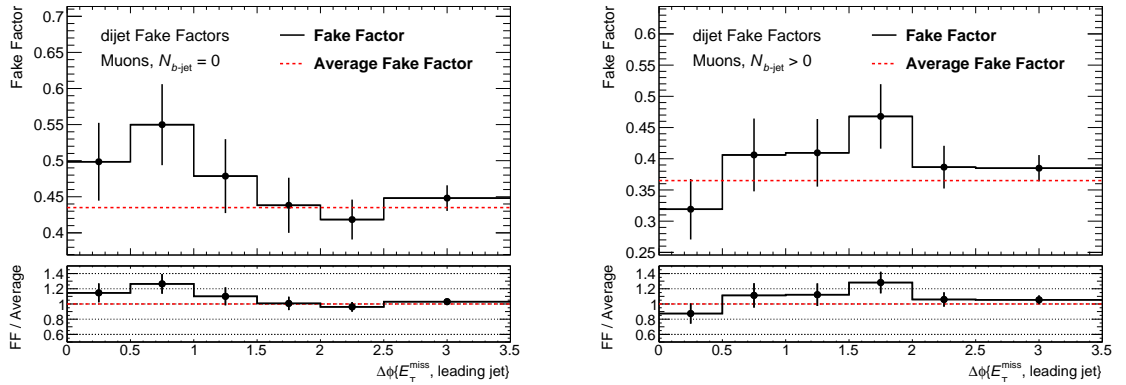 Fake Factor
0.7
0.65
0.6
0.55
0.5
0.45
0.4
dijet Fake Factors
Muons, N_{b-jet} = 0
Fake Factor
Average Fake Factor
FF / Average
1.4
1.2
1
0.8
0.6
0 0.5 1 1.5 2 2.5 3 3.5
Δϕ{E_T^{miss}, leading jet}
Fake Factor
0.6
0.55
0.5
0.45
0.4
0.35
0.3
0.25
dijet Fake Factors
Muons, N_{b-jet} > 0
Fake Factor
Average Fake Factor
FF / Average
1.4
1.2
1
0.8
0.6
0 0.5 1 1.5 2 2.5 3 3.5
Δϕ{E_T^{miss}, leading jet}